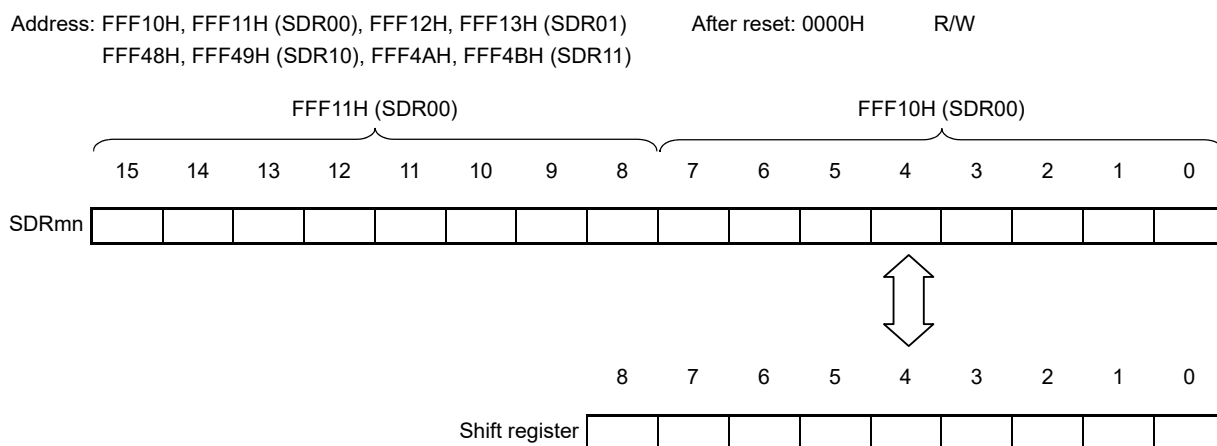 Address: FFF10H, FFF11H (SDR00), FFF12H, FFF13H (SDR01) After reset: 0000H R/W
FFF48H, FFF49H (SDR10), FFF4AH, FFF4BH (SDR11)
FFF11H (SDR00) FFF10H (SDR00)
15 14 13 12 11 10 9 8 7 6 5 4 3 2 1 0
SDRmn
8 7 6 5 4 3 2 1 0
Shift register